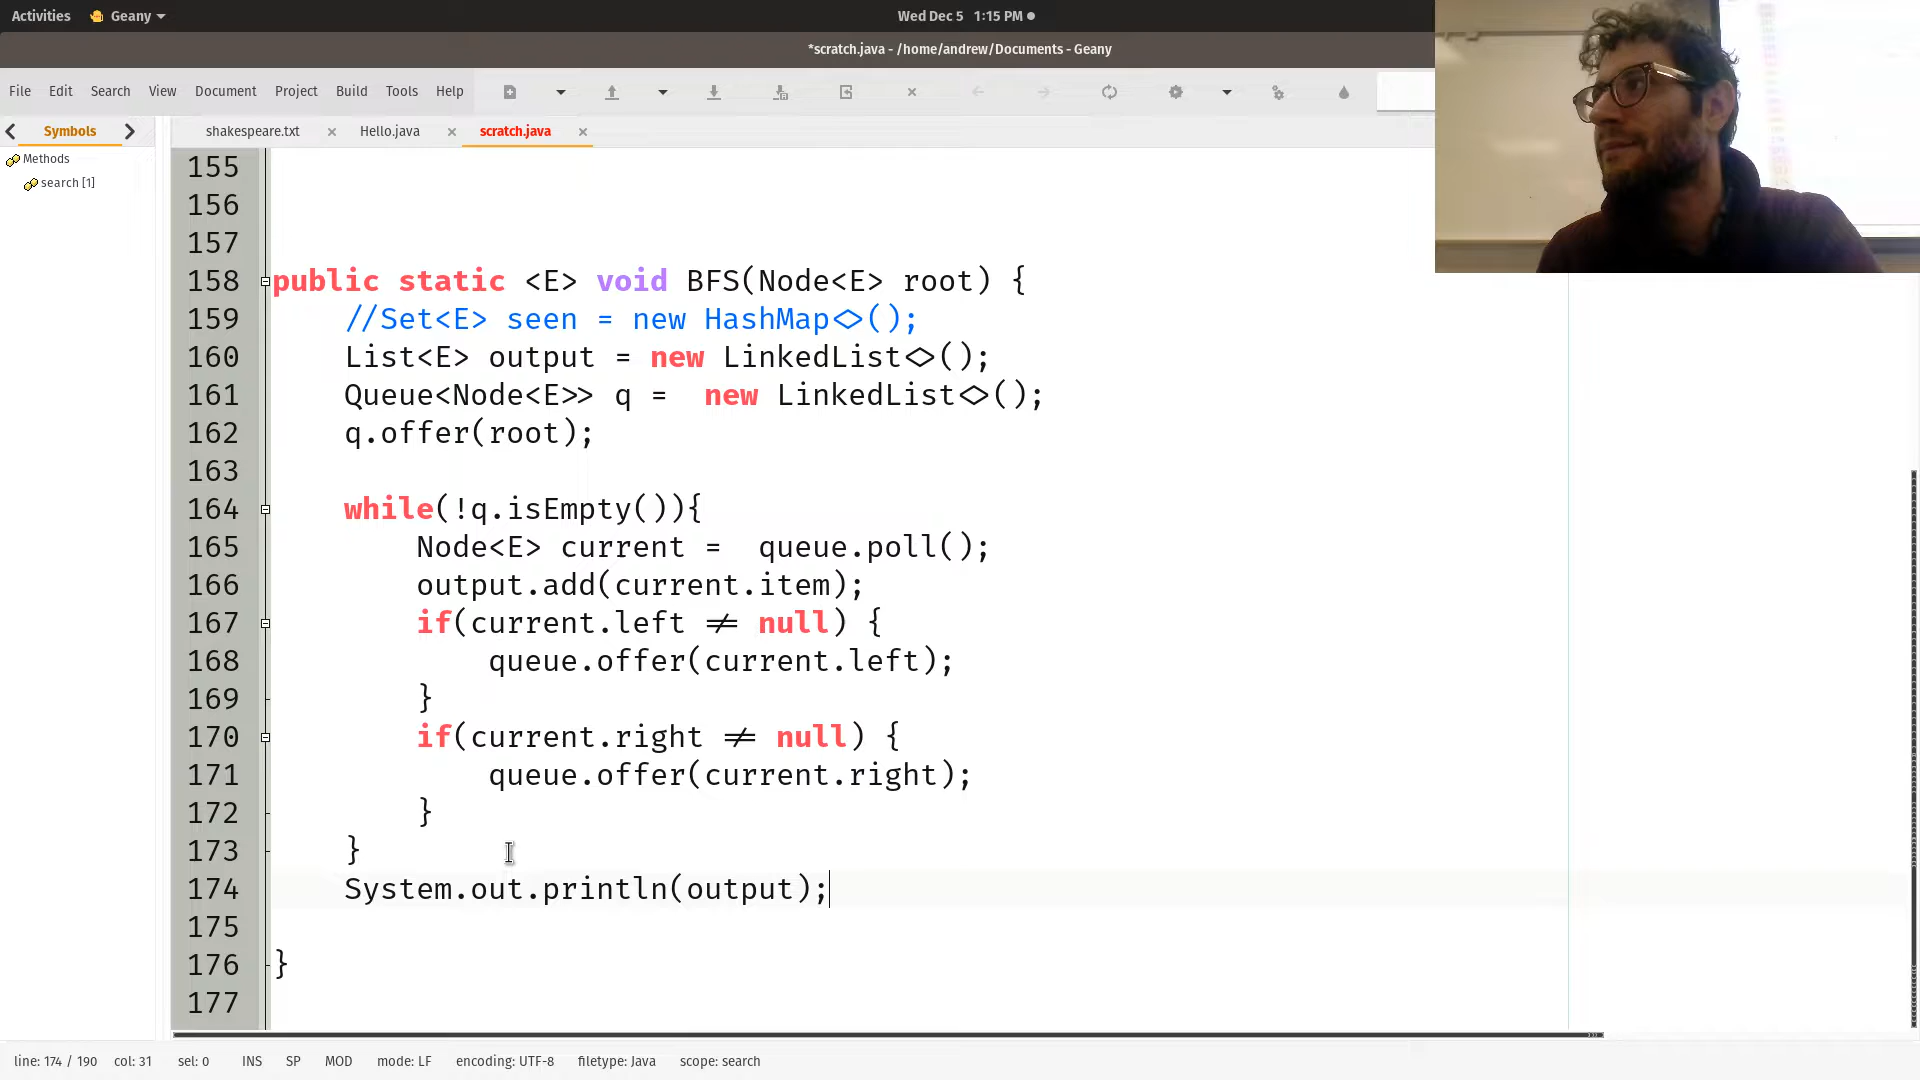 Activities Geany Wed Dec 5 1:15 PM
*scratch.java - /home/andrew/Documents - Geany
File Edit Search View Document Project Build Tools Help
Symbols shakespeare.txt Hello.java scratch.java
Methods
search [1]
155
156
157
158 public static <E> void BFS(Node<E> root) {
159 //Set<E> seen = new HashMap<>();
160 List<E> output = new LinkedList<>();
161 Queue<Node<E>> q =  new LinkedList<>();
162 q.offer(root);
163
164 while(!q.isEmpty()){
165 Node<E> current =  queue.poll();
166 output.add(current.item);
167 if(current.left != null) {
168 queue.offer(current.left);
169 }
170 if(current.right != null) {
171 queue.offer(current.right);
172 }
173 }
174 System.out.println(output);
175
176 }
177
line: 174 / 190 col: 31 sel: 0 INS SP MOD mode: LF encoding: UTF-8 filetype: Java scope: search